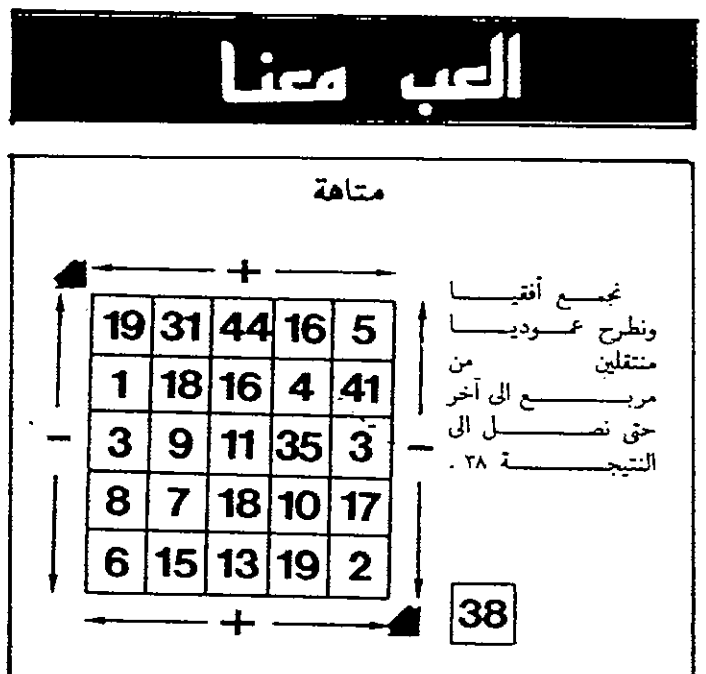 العب معنا
متاهة
نجمع أفقيا
ونطرح عموديا
منتقلين من
مربع الى آخر
حتى نصل الى
النتيجة ٣٨ .
+
19 31 44 16 5
1 18 16 4 41
− 3 9 11 35 3 −
8 7 18 10 17
6 15 13 19 2
+
38